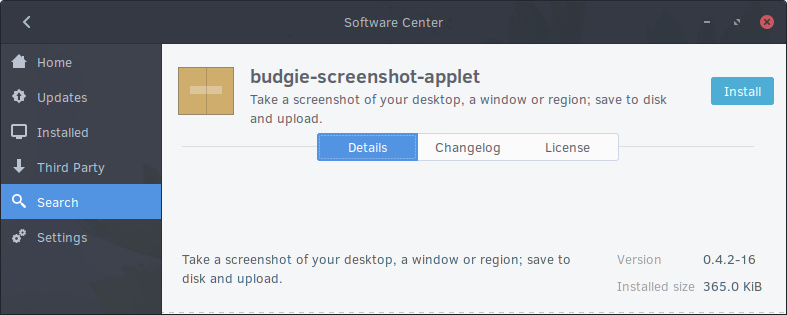 Software Center
Home
Updates
Installed
Third Party
Search
Settings
budgie-screenshot-applet
Take a screenshot of your desktop, a window or region; save to disk
and upload.
Install
Details
Changelog
License
Take a screenshot of your desktop, a window or region; save to
disk and upload.
Version 0.4.2-16
Installed size 365.0 KiB